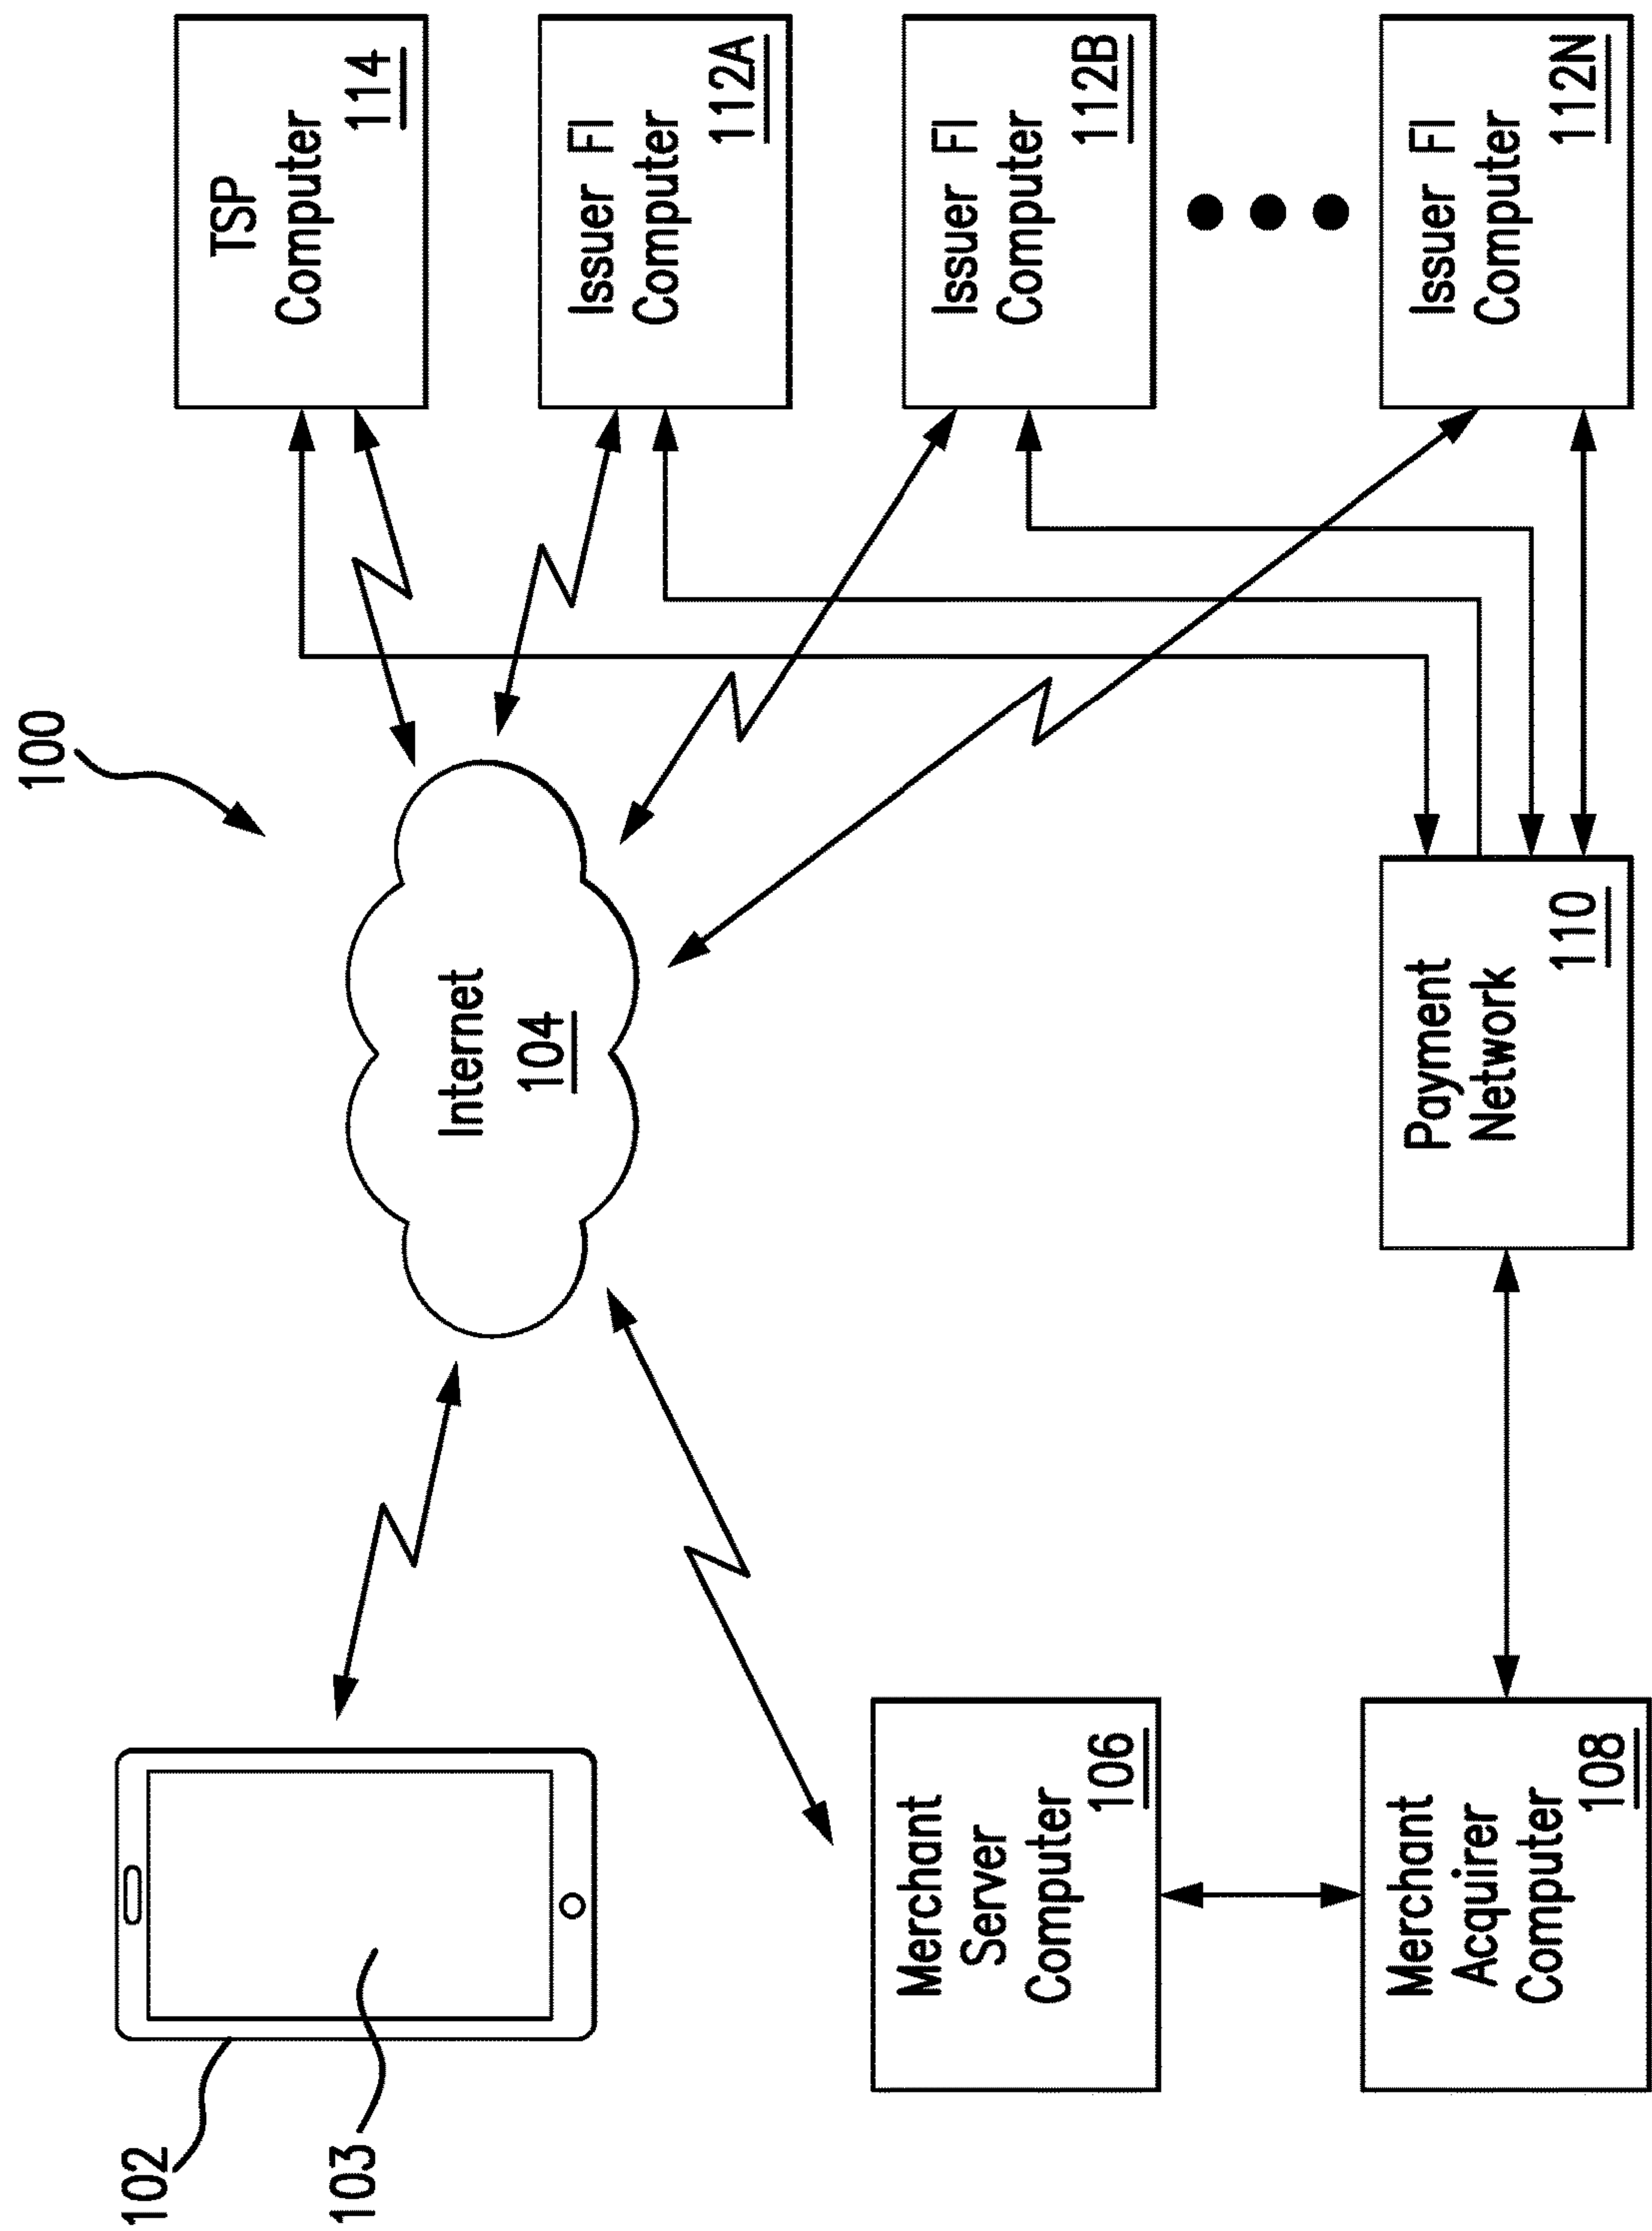 100
102
103
Internet
104
TSP
Computer
114
Issuer FI
Computer
112A
Issuer FI
Computer
112B
Issuer FI
Computer
112N
Merchant
Server
Computer
106
Merchant
Acquirer
Computer
108
Payment
Network
110